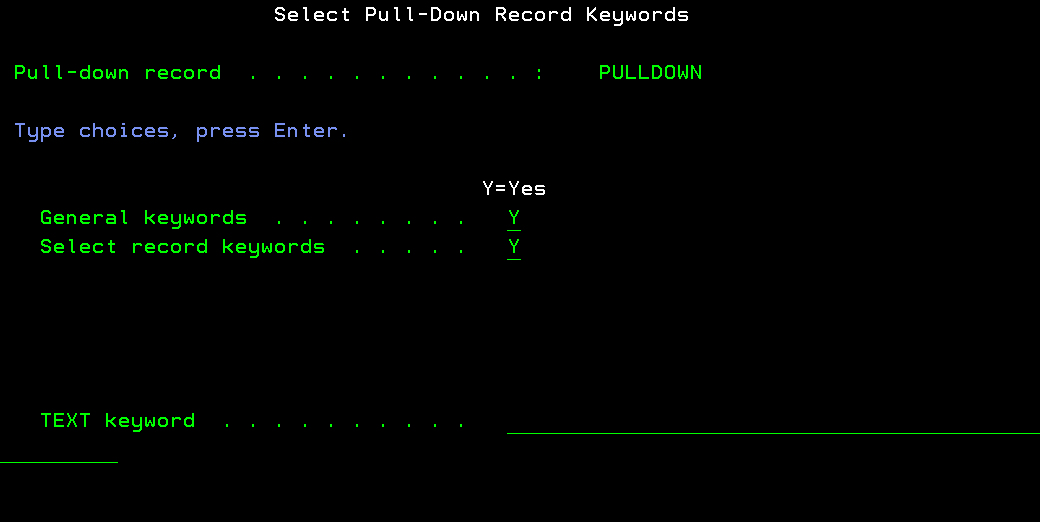 Select Pull-Down Record Keywords
Pull-down record . . . . . . . . . . . : PULLDOWN
Type choices, press Enter.
Y=Yes
General keywords . . . . . . . . Y
Select record keywords . . . . . Y
TEXT keyword . . . . . . . . . .